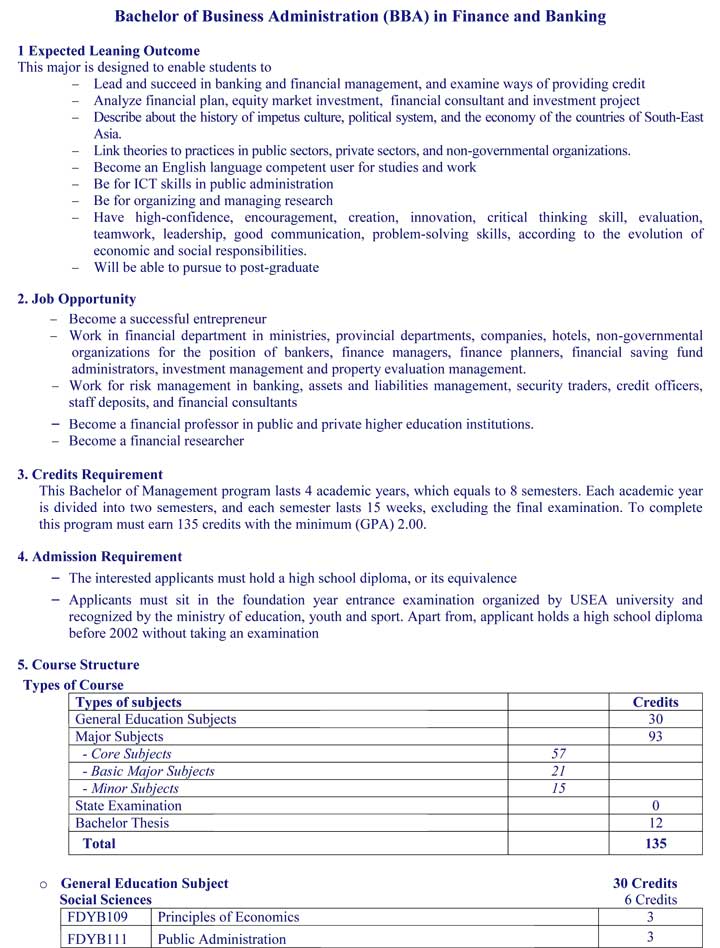 Bachelor of Business Administration (BBA) in Finance and Banking
1 Expected Leaning Outcome
This major is designed to enable students to
– Lead and succeed in banking and financial management, and examine ways of providing credit
– Analyze financial plan, equity market investment, financial consultant and investment project
– Describe about the history of impetus culture, political system, and the economy of the countries of South-East
Asia.
– Link theories to practices in public sectors, private sectors, and non-governmental organizations.
– Become an English language competent user for studies and work
– Be for ICT skills in public administration
– Be for organizing and managing research
– Have high-confidence, encouragement, creation, innovation, critical thinking skill, evaluation,
teamwork, leadership, good communication, problem-solving skills, according to the evolution of
economic and social responsibilities.
– Will be able to pursue to post-graduate
2. Job Opportunity
– Become a successful entrepreneur
– Work in financial department in ministries, provincial departments, companies, hotels, non-governmental
organizations for the position of bankers, finance managers, finance planners, financial saving fund
administrators, investment management and property evaluation management.
– Work for risk management in banking, assets and liabilities management, security traders, credit officers,
staff deposits, and financial consultants
– Become a financial professor in public and private higher education institutions.
– Become a financial researcher
3. Credits Requirement
This Bachelor of Management program lasts 4 academic years, which equals to 8 semesters. Each academic year
is divided into two semesters, and each semester lasts 15 weeks, excluding the final examination. To complete
this program must earn 135 credits with the minimum (GPA) 2.00.
4. Admission Requirement
– The interested applicants must hold a high school diploma, or its equivalence
– Applicants must sit in the foundation year entrance examination organized by USEA university and
recognized by the ministry of education, youth and sport. Apart from, applicant holds a high school diploma
before 2002 without taking an examination
5. Course Structure
Types of Course
Types of subjects Credits
General Education Subjects 30
Major Subjects 93
- Core Subjects 57
- Basic Major Subjects 21
- Minor Subjects 15
State Examination 0
Bachelor Thesis 12
Total 135
○ General Education Subject 30 Credits
Social Sciences 6 Credits
FDYB109 Principles of Economics 3
FDYB111 Public Administration 3